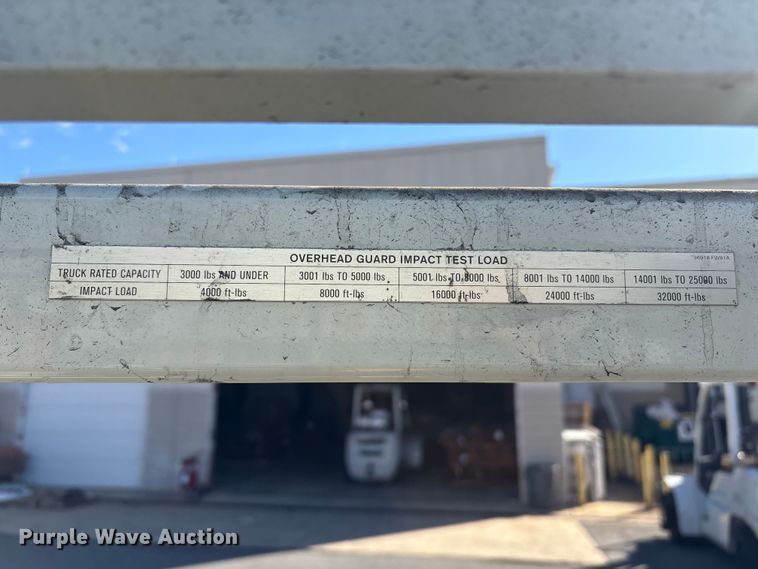 OVERHEAD GUARD IMPACT TEST LOAD
TRUCK RATED CAPACITY 3000 lbs AND UNDER 3001 lbs TO 5000 lbs 5001 lbs TO 8000 lbs 8001 lbs TO 14000 lbs 14001 lbs TO 25000 lbs
IMPACT LOAD 4000 ft-lbs 8000 ft-lbs 16000 ft-lbs 24000 ft-lbs 32000 ft-lbs
Purple Wave Auction